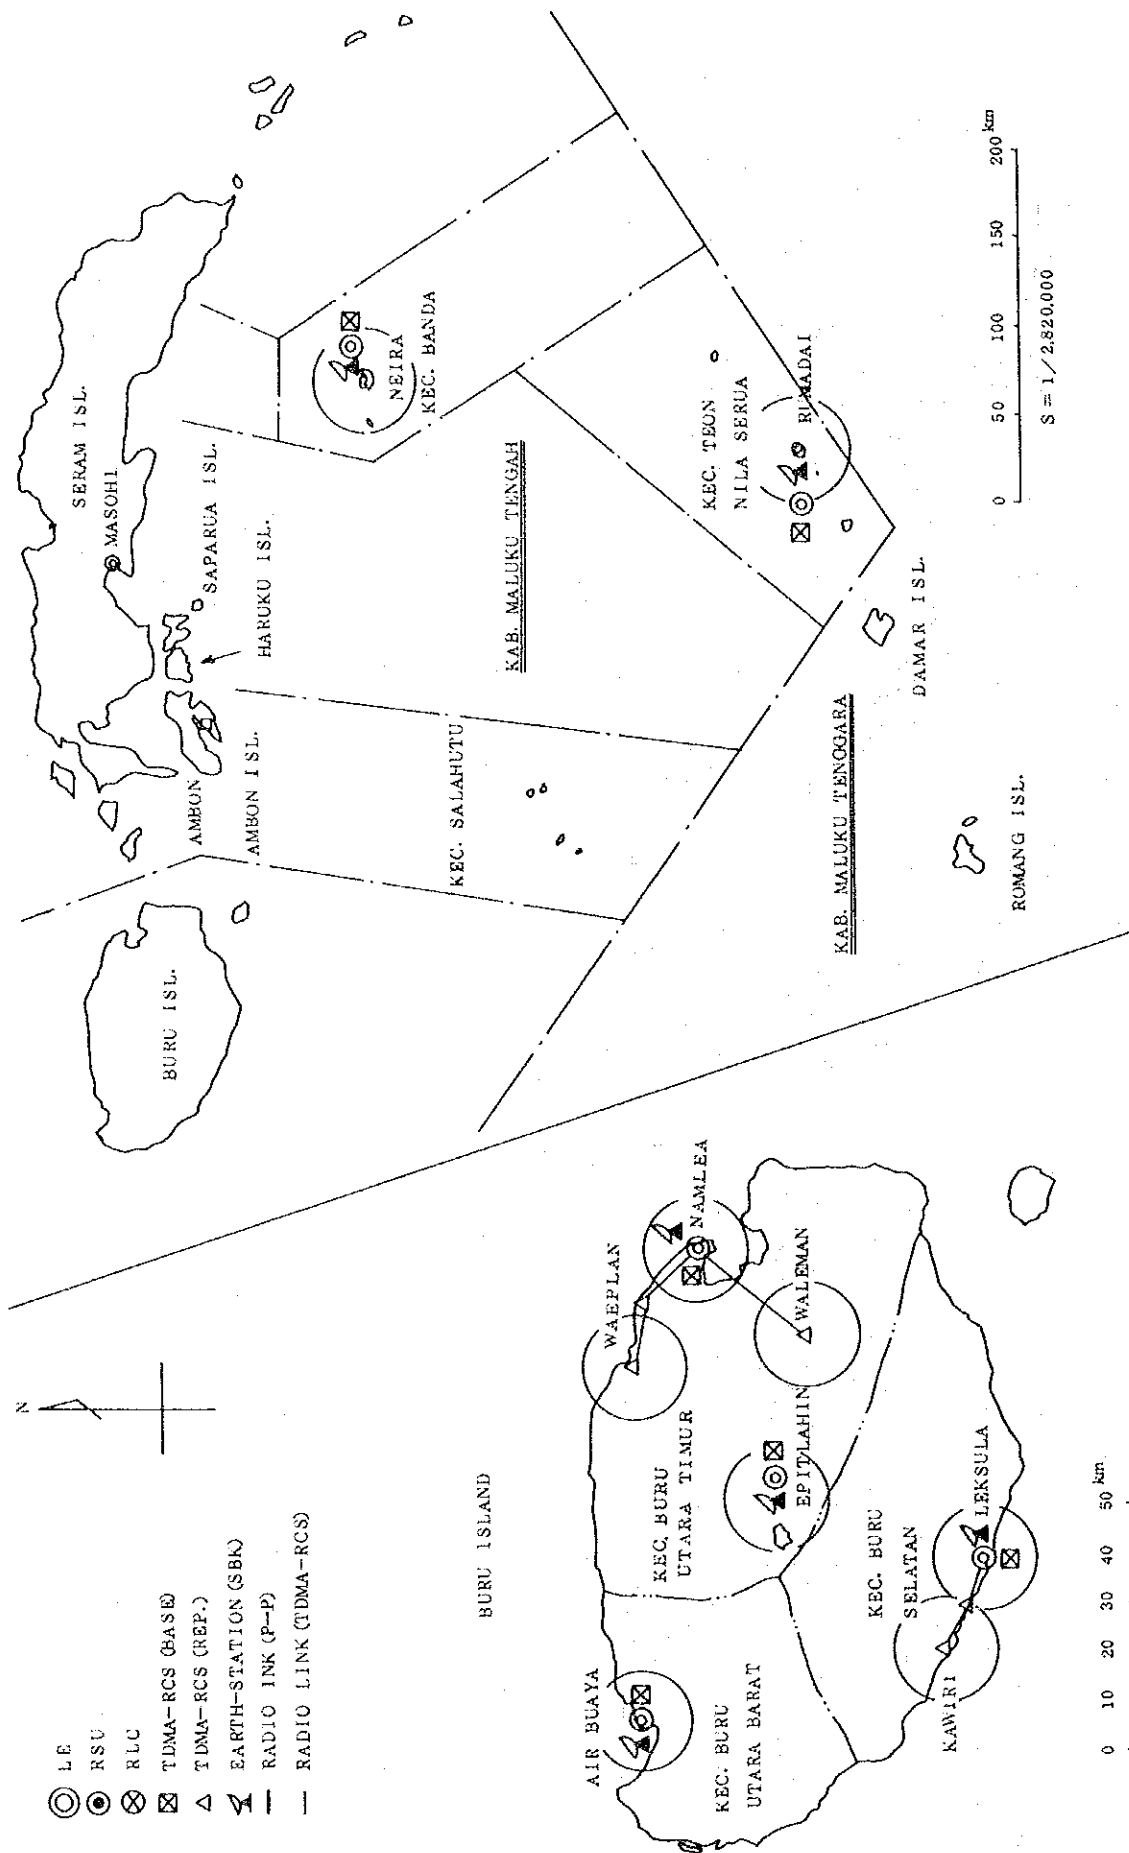 N
LE
RSU
RLC
TDMA-RCS (BASE)
TDMA-RCS (REP.)
EARTH-STATION (SBK)
RADIO INK (P-P)
RADIO LINK (TDMA-RCS)
BURU ISLAND
AIR BUAYA
KEC. BURU
UTARA BARAT
KEC. BURU
UTARA TIMUR
WAEPLAN
NAMLEA
WALEMAN
EPITLAHIN
KEC. BURU
SELATAN
KAWIRI
LEKSULA
0 10 20 30 40 50 km
BURU ISL.
SERAM ISL.
MASOHI
SAPARUA ISL.
HARUKU ISL.
AMBON
AMBON ISL.
KEC. SALAHUTU
KAB. MALUKU TENGAH
NEIRA
KEC. BANDA
KEC. TEON
NILA SERUA
RUMADAI
KAB. MALUKU TENGGARA
DAMAR ISL.
ROMANG ISL.
0 50 100 150 200 km
S = 1/2,820,000